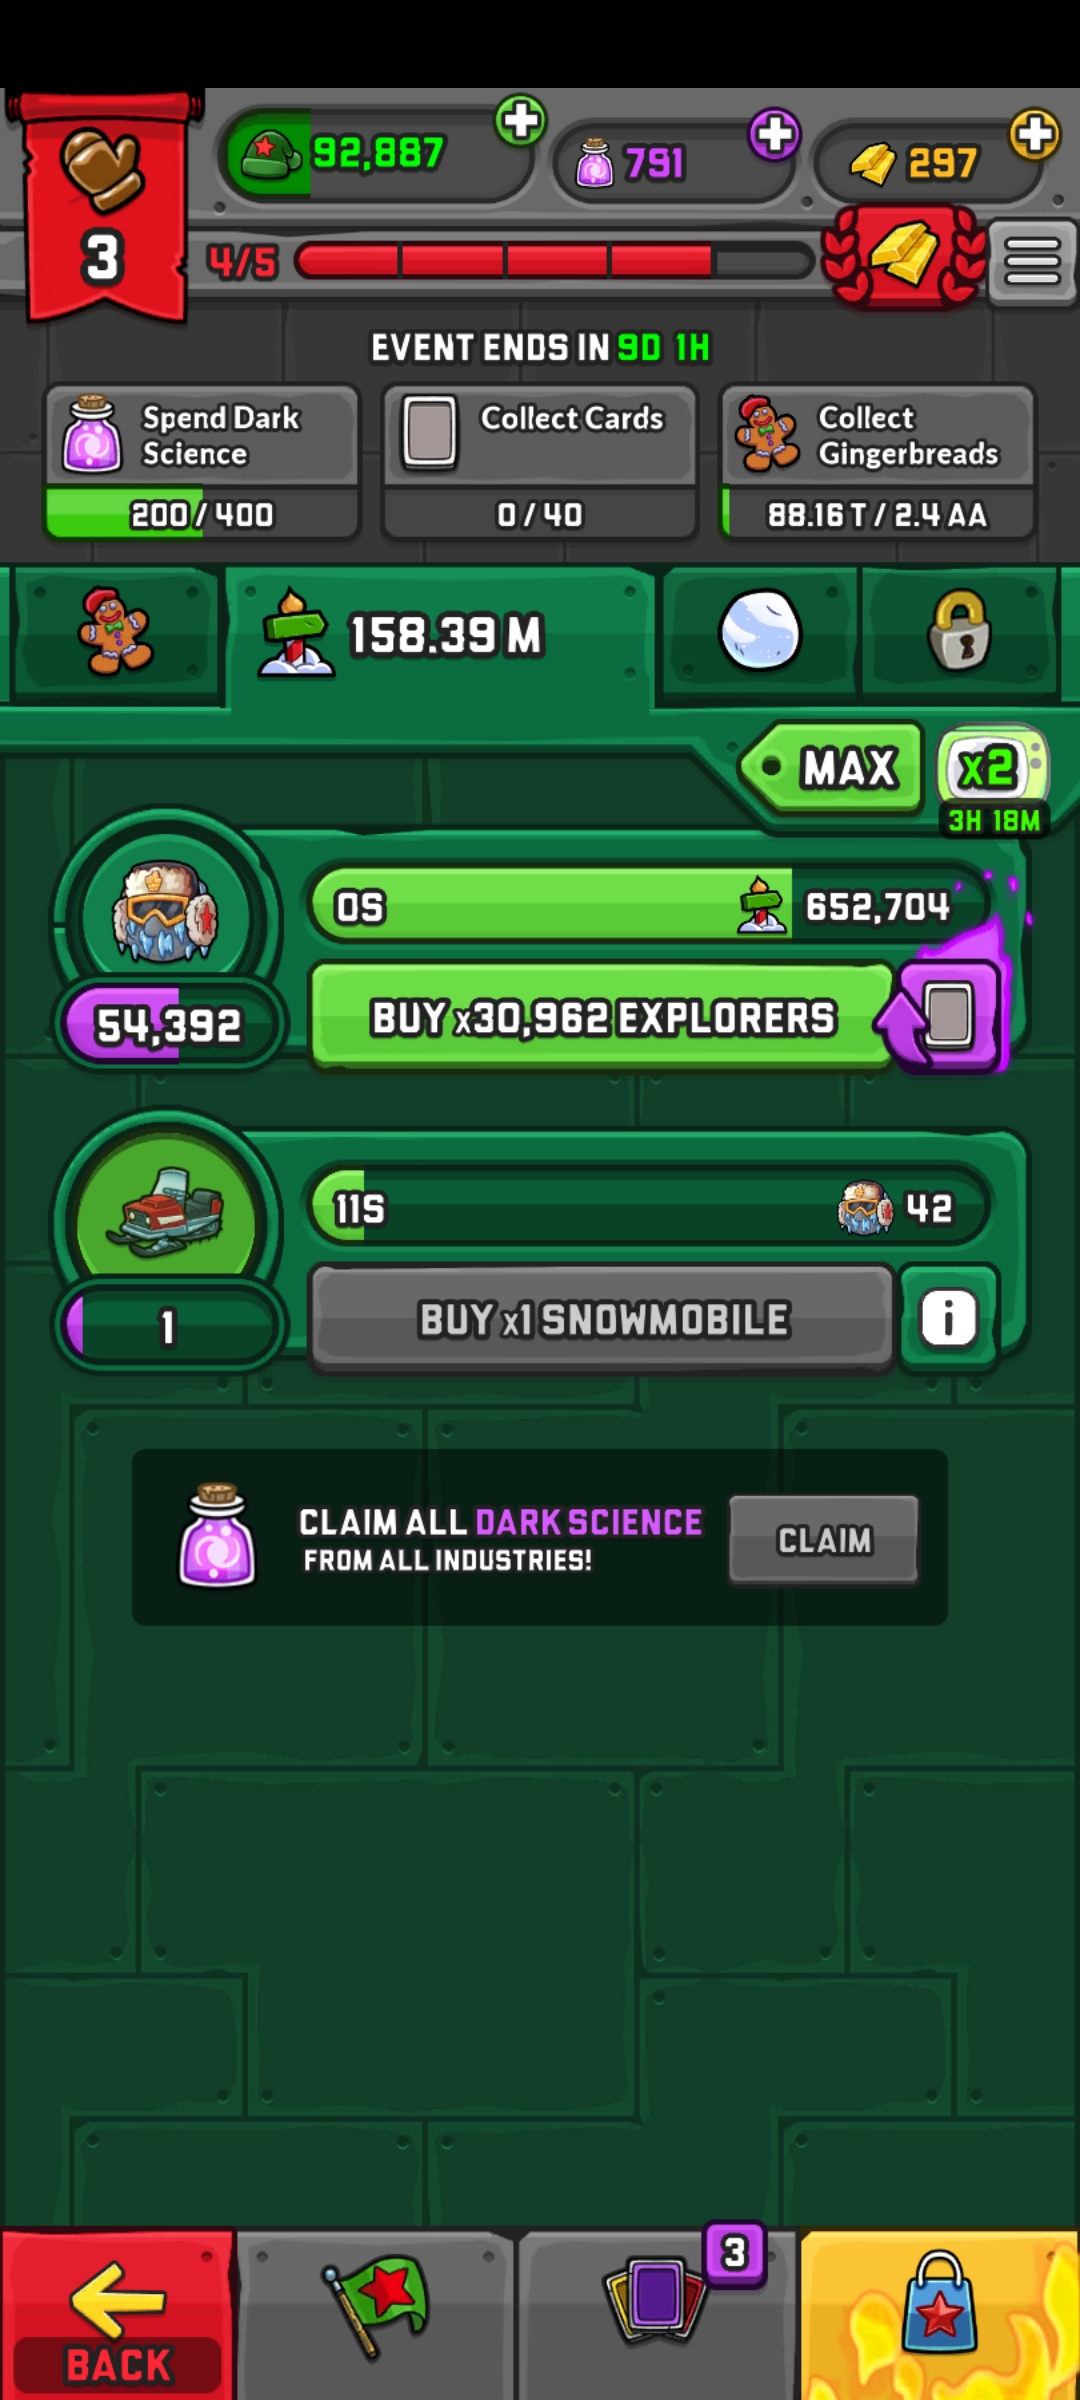 92,887
791
297
3
4/5
EVENT ENDS IN 9D 1H
Spend Dark
Science
200 / 400
Collect Cards
0 / 40
Collect
Gingerbreads
88.16 T / 2.4 AA
158.39 M
MAX
x2
3H 18M
0S
652,704
54,392
BUY x30,962 EXPLORERS
11S
42
1
BUY x1 SNOWMOBILE
i
CLAIM ALL DARK SCIENCE
FROM ALL INDUSTRIES!
CLAIM
3
BACK